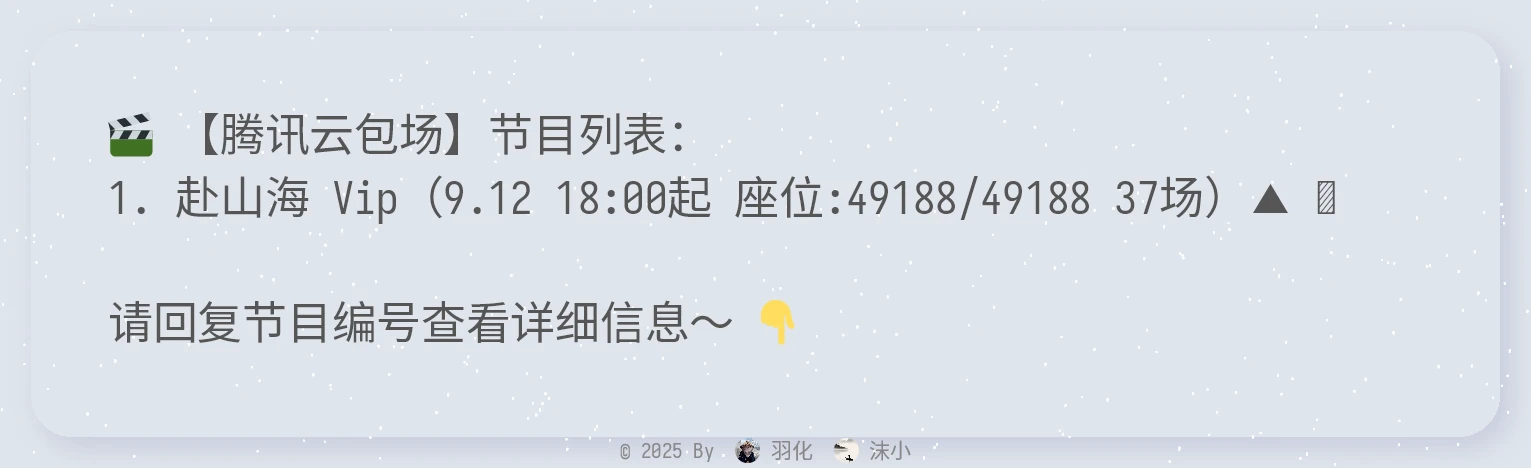 🎬 【腾讯云包场】节目列表：
1. 赴山海 Vip（9.12 18:00起 座位:49188/49188 37场）▲
请回复节目编号查看详细信息～ 👇
© 2025 By 羽化 沫小